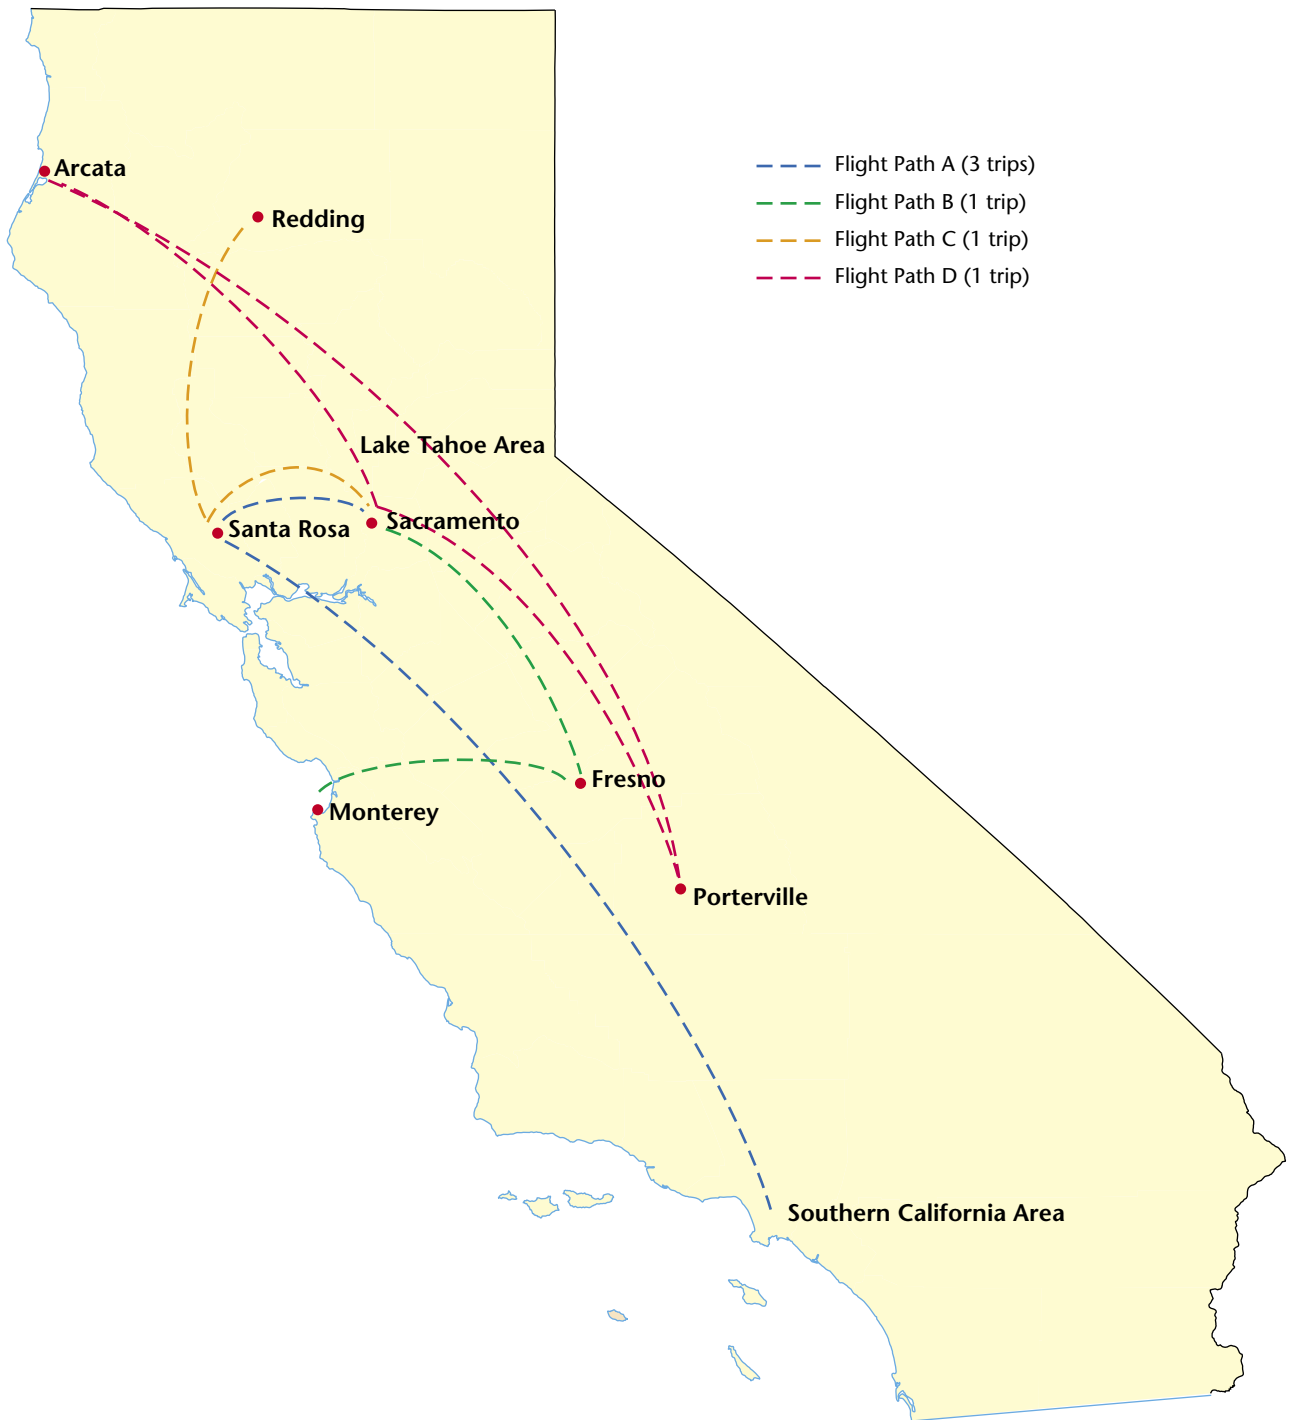 Arcata
Redding
Flight Path A (3 trips)
Flight Path B (1 trip)
Flight Path C (1 trip)
Flight Path D (1 trip)
Lake Tahoe Area
Santa Rosa
Sacramento
Fresno
Monterey
Porterville
Southern California Area